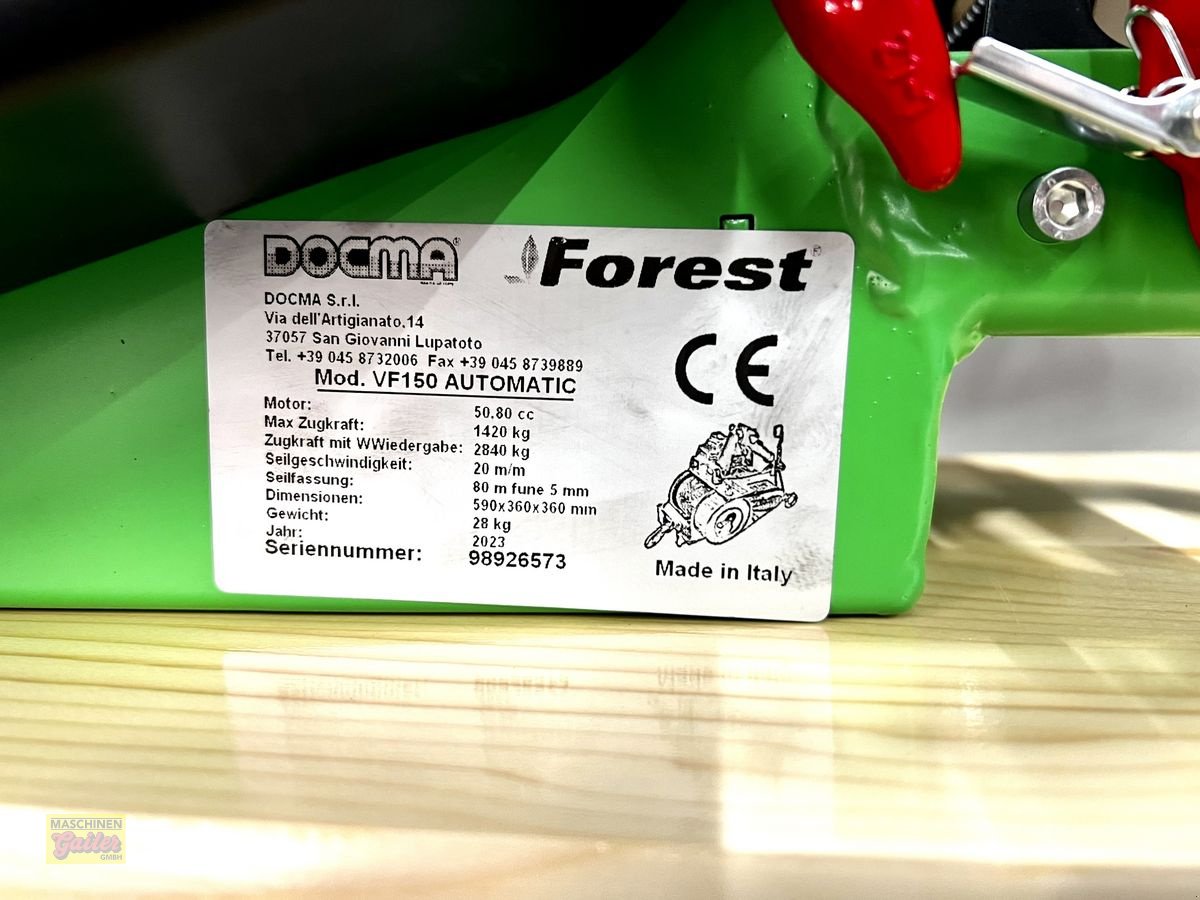 DOCMA
Forest
DOCMA S.r.l.
Via dell'Artigianato,14
37057 San Giovanni Lupatoto
Tel. +39 045 8732006 Fax +39 045 8739889
Mod. VF150 AUTOMATIC
Motor: 50,80 cc
Max Zugkraft: 1420 kg
Zugkraft mit WWiedergabe: 2840 kg
Seilgeschwindigkeit: 20 m/m
Seilfassung: 80 m fune 5 mm
Dimensionen: 590x360x360 mm
Gewicht: 28 kg
Jahr: 2023
Seriennummer: 98926573
CE
Made in Italy
MASCHINEN
Gailer
GMBH